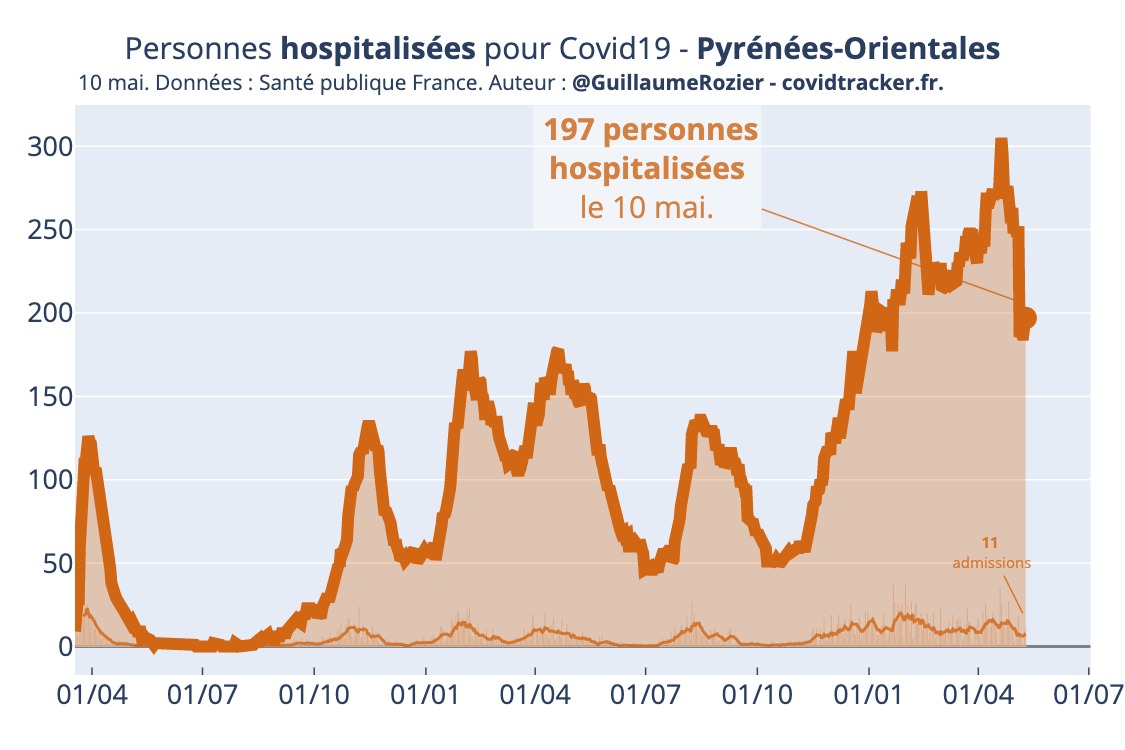 Personnes hospitalisées pour Covid19 - Pyrénées-Orientales
10 mai. Données : Santé publique France. Auteur : @GuillaumeRozier - covidtracker.fr.
197 personnes
hospitalisées
le 10 mai.
300
250
200
150
100
50
0
11
admissions
01/04 01/07 01/10 01/01 01/04 01/07 01/10 01/01 01/04 01/07